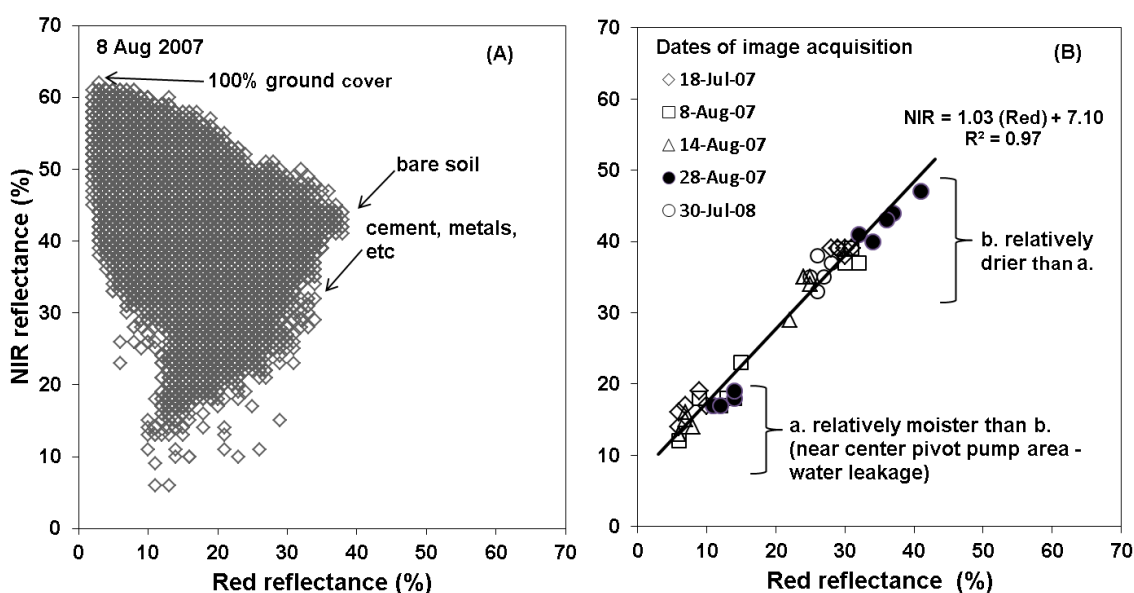 8 Aug 2007
(A)
100% ground cover
bare soil
cement, metals,
etc
NIR reflectance (%)
70
60
50
40
30
20
10
0
0 10 20 30 40 50 60 70
Red reflectance (%)
Dates of image acquisition
(B)
18-Jul-07
8-Aug-07
14-Aug-07
28-Aug-07
30-Jul-08
NIR = 1.03 (Red) + 7.10
R² = 0.97
b. relatively
drier than a.
a. relatively moister than b.
(near center pivot pump area -
water leakage)
70
60
50
40
30
20
10
0
0 10 20 30 40 50 60 70
Red reflectance (%)